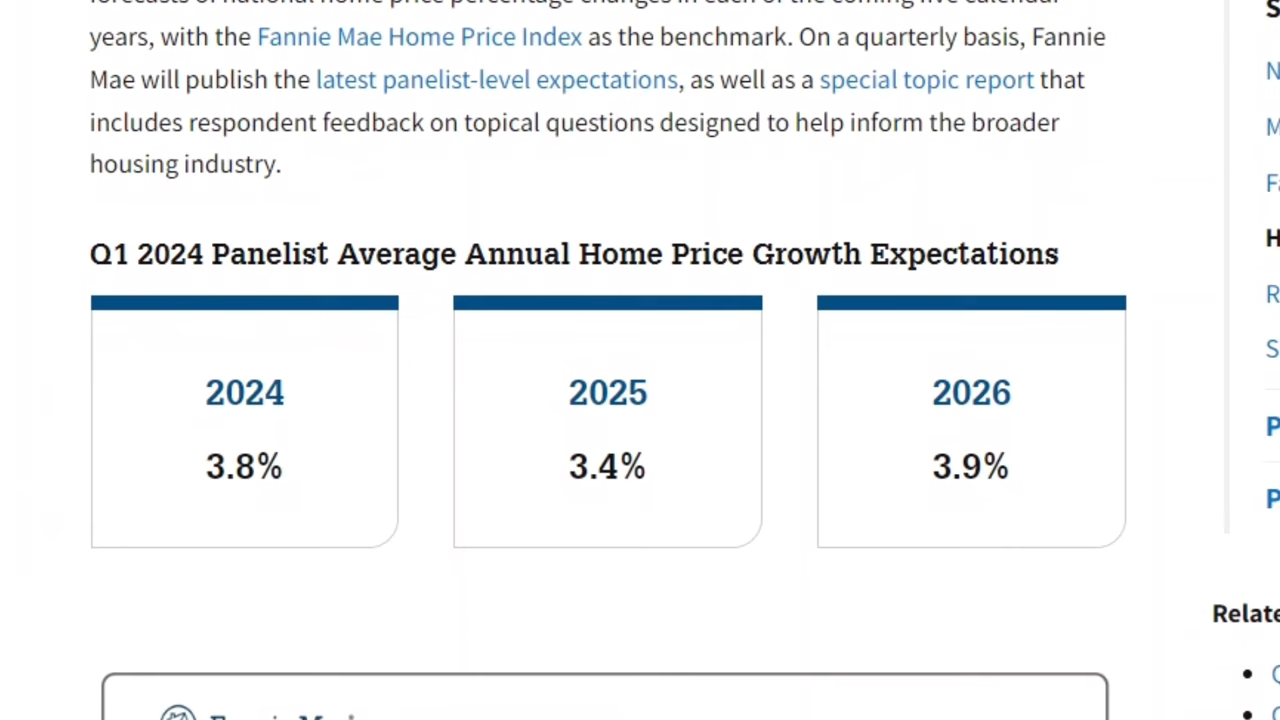 years, with the Fannie Mae Home Price Index as the benchmark. On a quarterly basis, Fannie
Mae will publish the latest panelist-level expectations, as well as a special topic report that
includes respondent feedback on topical questions designed to help inform the broader
housing industry.
Q1 2024 Panelist Average Annual Home Price Growth Expectations
2024
3.8%
2025
3.4%
2026
3.9%